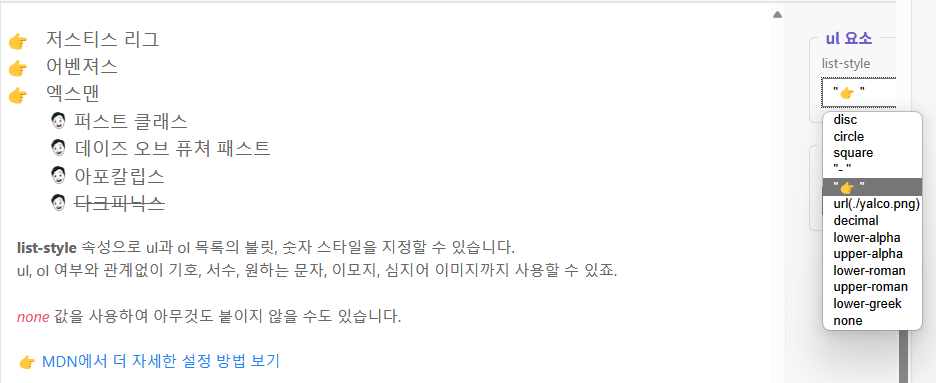 👉 저스티스 리그
👉 어벤져스
👉 엑스맨
퍼스트 클래스
데이즈 오브 퓨쳐 패스트
아포칼립스
다크피닉스
list-style 속성으로 ul과 ol 목록의 불릿, 숫자 스타일을 지정할 수 있습니다.
ul, ol 여부와 관계없이 기호, 서수, 원하는 문자, 이모지, 심지어 이미지까지 사용할 수 있죠.
none 값을 사용하여 아무것도 붙이지 않을 수도 있습니다.
👉 MDN에서 더 자세한 설정 방법 보기
ul 요소
list-style
"👉 "
disc
circle
square
"- "
"👉 "
url(./yalco.png)
decimal
lower-alpha
upper-alpha
lower-roman
upper-roman
lower-greek
none